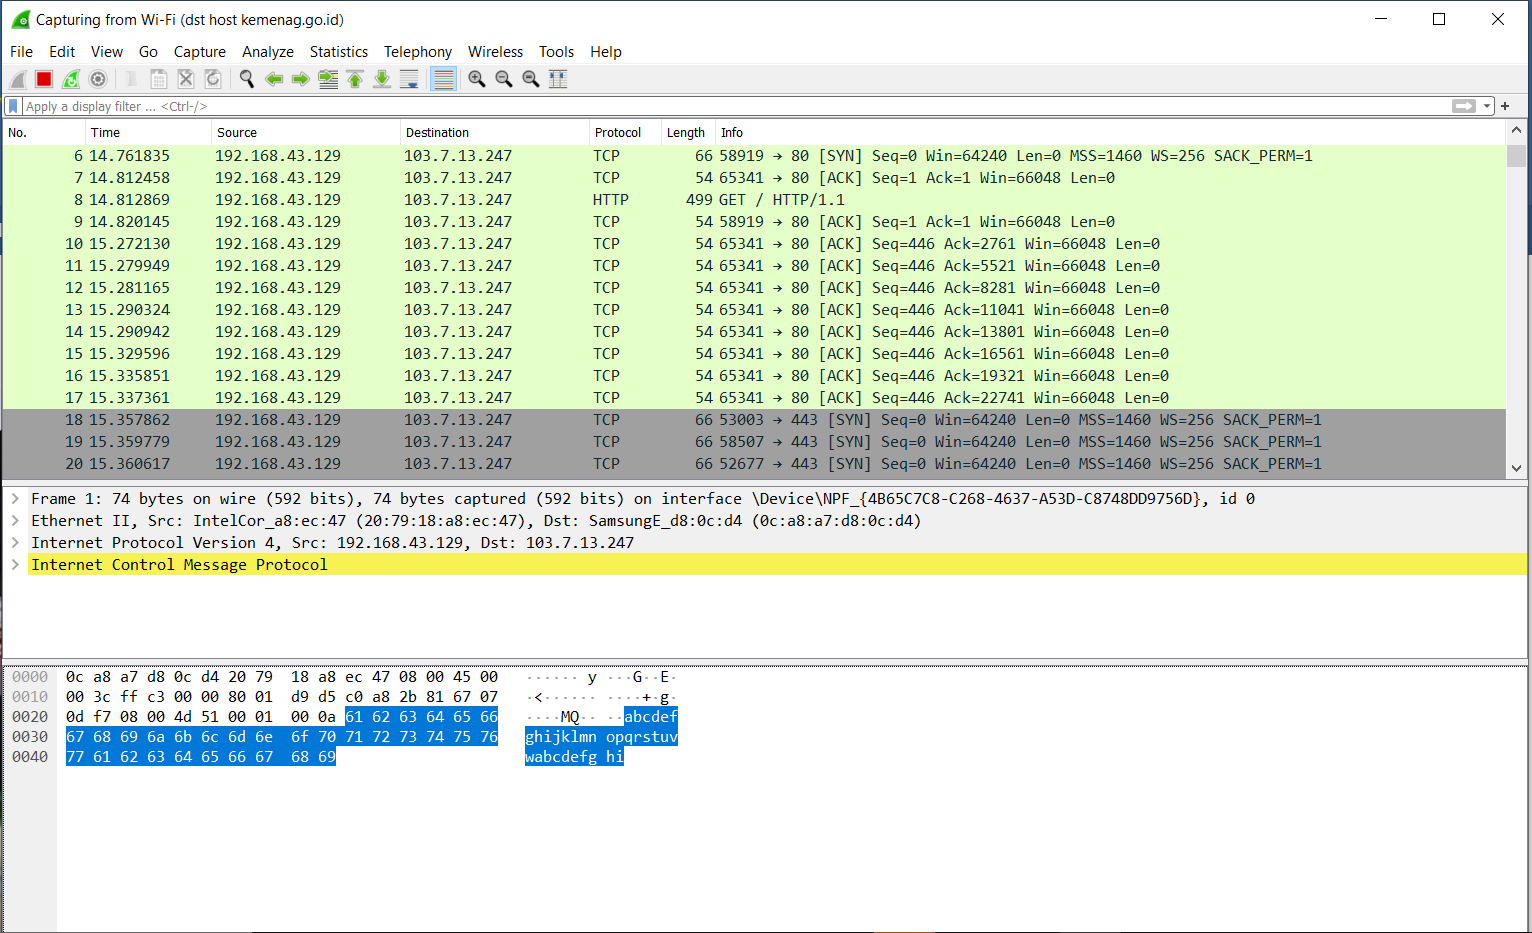 Capturing from Wi-Fi (dst host kemenag.go.id)
File Edit View Go Capture Analyze Statistics Telephony Wireless Tools Help
Apply a display filter ... <Ctrl-/>
No. Time Source Destination Protocol Length Info
6 14.761835 192.168.43.129 103.7.13.247 TCP 66 58919 → 80 [SYN] Seq=0 Win=64240 Len=0 MSS=1460 WS=256 SACK_PERM=1
7 14.812458 192.168.43.129 103.7.13.247 TCP 54 65341 → 80 [ACK] Seq=1 Ack=1 Win=66048 Len=0
8 14.812869 192.168.43.129 103.7.13.247 HTTP 499 GET / HTTP/1.1
9 14.820145 192.168.43.129 103.7.13.247 TCP 54 58919 → 80 [ACK] Seq=1 Ack=1 Win=66048 Len=0
10 15.272130 192.168.43.129 103.7.13.247 TCP 54 65341 → 80 [ACK] Seq=446 Ack=2761 Win=66048 Len=0
11 15.279949 192.168.43.129 103.7.13.247 TCP 54 65341 → 80 [ACK] Seq=446 Ack=5521 Win=66048 Len=0
12 15.281165 192.168.43.129 103.7.13.247 TCP 54 65341 → 80 [ACK] Seq=446 Ack=8281 Win=66048 Len=0
13 15.290324 192.168.43.129 103.7.13.247 TCP 54 65341 → 80 [ACK] Seq=446 Ack=11041 Win=66048 Len=0
14 15.290942 192.168.43.129 103.7.13.247 TCP 54 65341 → 80 [ACK] Seq=446 Ack=13801 Win=66048 Len=0
15 15.329596 192.168.43.129 103.7.13.247 TCP 54 65341 → 80 [ACK] Seq=446 Ack=16561 Win=66048 Len=0
16 15.335851 192.168.43.129 103.7.13.247 TCP 54 65341 → 80 [ACK] Seq=446 Ack=19321 Win=66048 Len=0
17 15.337361 192.168.43.129 103.7.13.247 TCP 54 65341 → 80 [ACK] Seq=446 Ack=22741 Win=66048 Len=0
18 15.357862 192.168.43.129 103.7.13.247 TCP 66 53003 → 443 [SYN] Seq=0 Win=64240 Len=0 MSS=1460 WS=256 SACK_PERM=1
19 15.359779 192.168.43.129 103.7.13.247 TCP 66 58507 → 443 [SYN] Seq=0 Win=64240 Len=0 MSS=1460 WS=256 SACK_PERM=1
20 15.360617 192.168.43.129 103.7.13.247 TCP 66 52677 → 443 [SYN] Seq=0 Win=64240 Len=0 MSS=1460 WS=256 SACK_PERM=1
Frame 1: 74 bytes on wire (592 bits), 74 bytes captured (592 bits) on interface \Device\NPF_{4B65C7C8-C268-4637-A53D-C8748DD9756D}, id 0
Ethernet II, Src: IntelCor_a8:ec:47 (20:79:18:a8:ec:47), Dst: SamsungE_d8:0c:d4 (0c:a8:a7:d8:0c:d4)
Internet Protocol Version 4, Src: 192.168.43.129, Dst: 103.7.13.247
Internet Control Message Protocol
0000 0c a8 a7 d8 0c d4 20 79 18 a8 ec 47 08 00 45 00 ······ y ···G··E·
0010 00 3c ff c3 00 00 80 01 d9 d5 c0 a8 2b 81 67 07 ·<······ ····+·g·
0020 0d f7 08 00 4d 51 00 01 00 0a 61 62 63 64 65 66 ····MQ·· ··abcdef
0030 67 68 69 6a 6b 6c 6d 6e 6f 70 71 72 73 74 75 76 ghijklmn opqrstuv
0040 77 61 62 63 64 65 66 67 68 69 wabcdefg hi